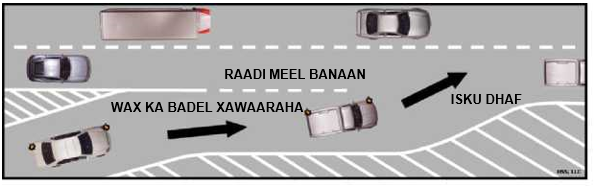 RAADI MEEL BANAAN
WAX KA BADEL XAWAARAHA
ISKU DHAF